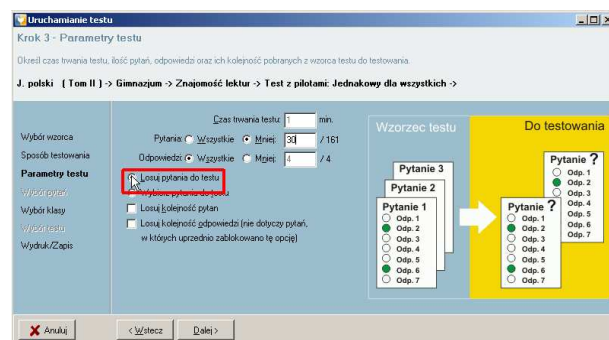 Uruchamianie testu
Krok 3 - Parametry testu
Określ czas trwania testu, ilość pytań, odpowiedzi oraz ich kolejność pobranych z wzorca testu do testowania.
J. polski ( Tom II ) -> Gimnazjum -> Znajomość lektur -> Test z pilotami: Jednakowy dla wszystkich ->
Wybór wzorca
Sposób testowania
Parametry testu
Wybór pytań
Wybór klasy
Wybór testu
Wydruk/Zapis
Czas trwania testu: 1 min.
Pytania: Wszystkie Mniej: 30 / 161
Odpowiedzi: Wszystkie Mniej: 4 / 4
Losuj pytania do testu
Wybierz pytania do testu
Losuj kolejność pytan
Losuj kolejność odpowiedzi (nie dotyczy pytań,
w których uprzednio zablokowano tę opcję)
Wzorzec testu
Pytanie 3
Pytanie 2
Pytanie 1
Odp. 1
Odp. 2
Odp. 3
Odp. 4
Odp. 5
Odp. 6
Odp. 7
Do testowania
Pytanie ?
Odp. 1
Odp. 2
Odp. 3
Odp. 4
Odp. 5
Odp. 6
Odp. 7
Pytanie ?
Odp. 1
Odp. 2
Odp. 3
Odp. 4
Odp. 5
Odp. 6
Odp. 7
Anuluj
< Wstecz
Dalej >